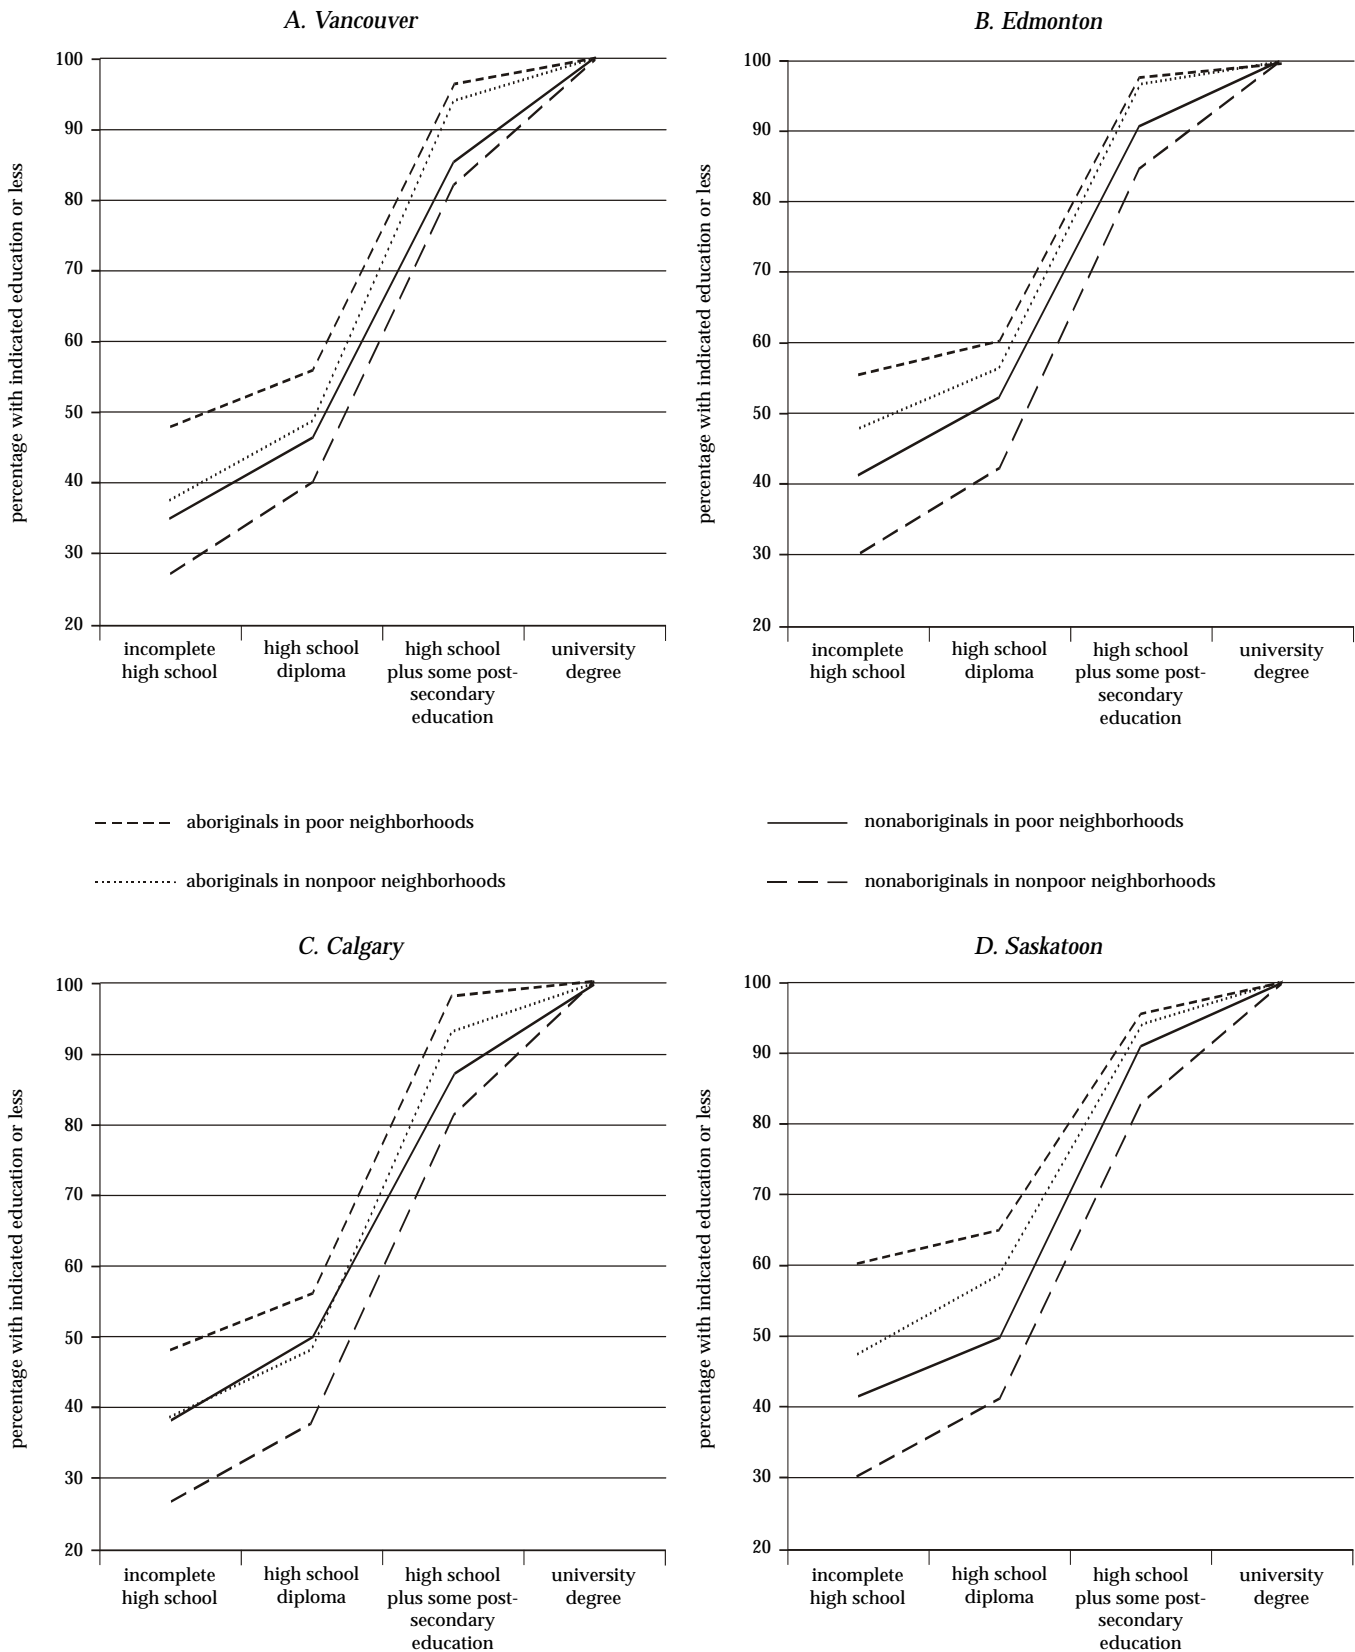 A. Vancouver
percentage with indicated education or less
100
90
80
70
60
50
40
30
20
incomplete
high school
high school
diploma
high school
plus some post-
secondary
education
university
degree
B. Edmonton
percentage with indicated education or less
100
90
80
70
60
50
40
30
20
incomplete
high school
high school
diploma
high school
plus some post-
secondary
education
university
degree
aboriginals in poor neighborhoods
nonaboriginals in poor neighborhoods
aboriginals in nonpoor neighborhoods
nonaboriginals in nonpoor neighborhoods
C. Calgary
percentage with indicated education or less
100
90
80
70
60
50
40
30
20
incomplete
high school
high school
diploma
high school
plus some post-
secondary
education
university
degree
D. Saskatoon
percentage with indicated education or less
100
90
80
70
60
50
40
30
20
incomplete
high school
high school
diploma
high school
plus some post-
secondary
education
university
degree